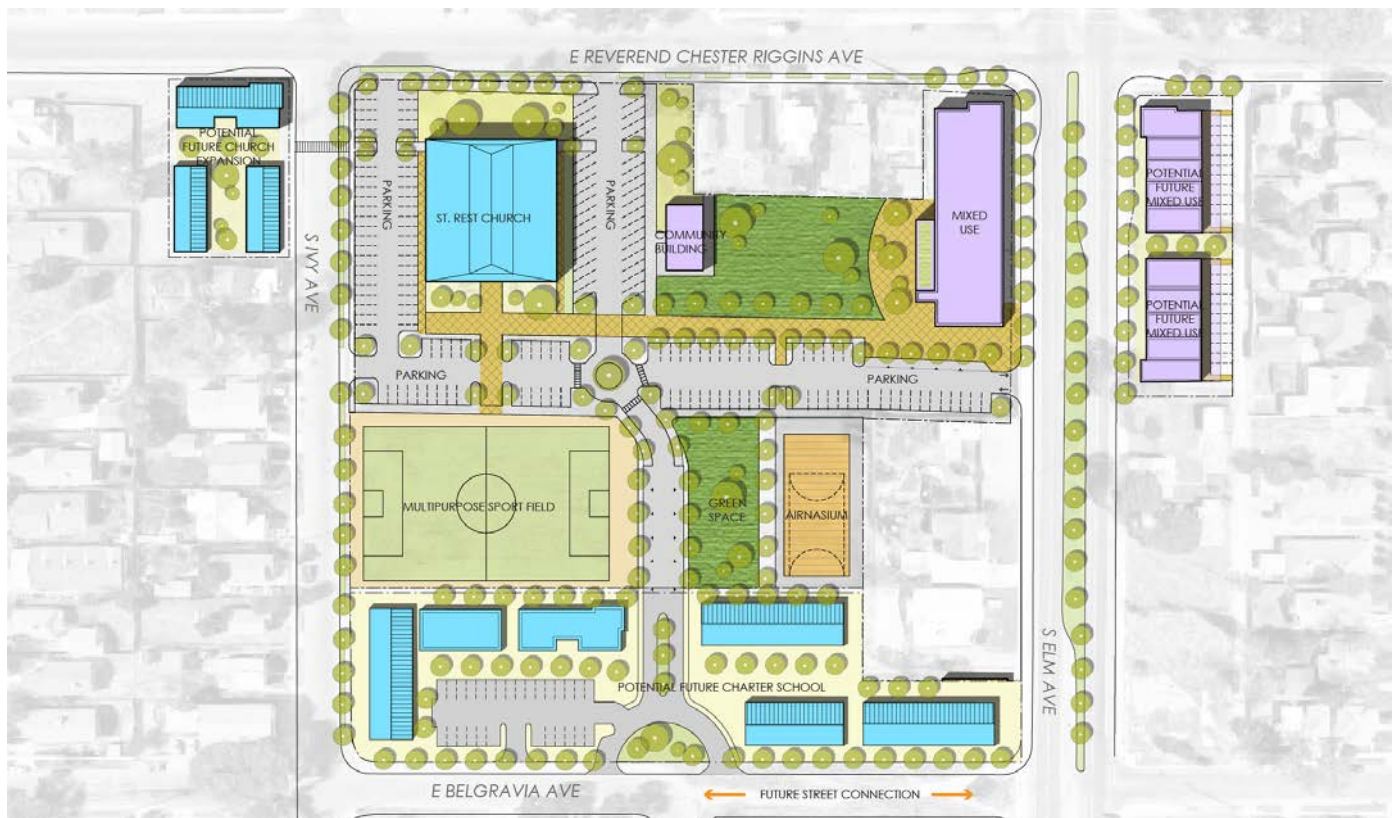 E REVEREND CHESTER RIGGINS AVE
POTENTIAL
FUTURE CHURCH
EXPANSION
PARKING
ST. REST CHURCH
PARKING
COMMUNITY
BUILDING
MIXED
USE
POTENTIAL
FUTURE
MIXED USE
S IVY AVE
POTENTIAL
FUTURE
MIXED USE
PARKING
PARKING
MULTIPURPOSE SPORT FIELD
GREEN
SPACE
AIRNASIUM
S ELM AVE
POTENTIAL FUTURE CHARTER SCHOOL
E BELGRAVIA AVE
FUTURE STREET CONNECTION